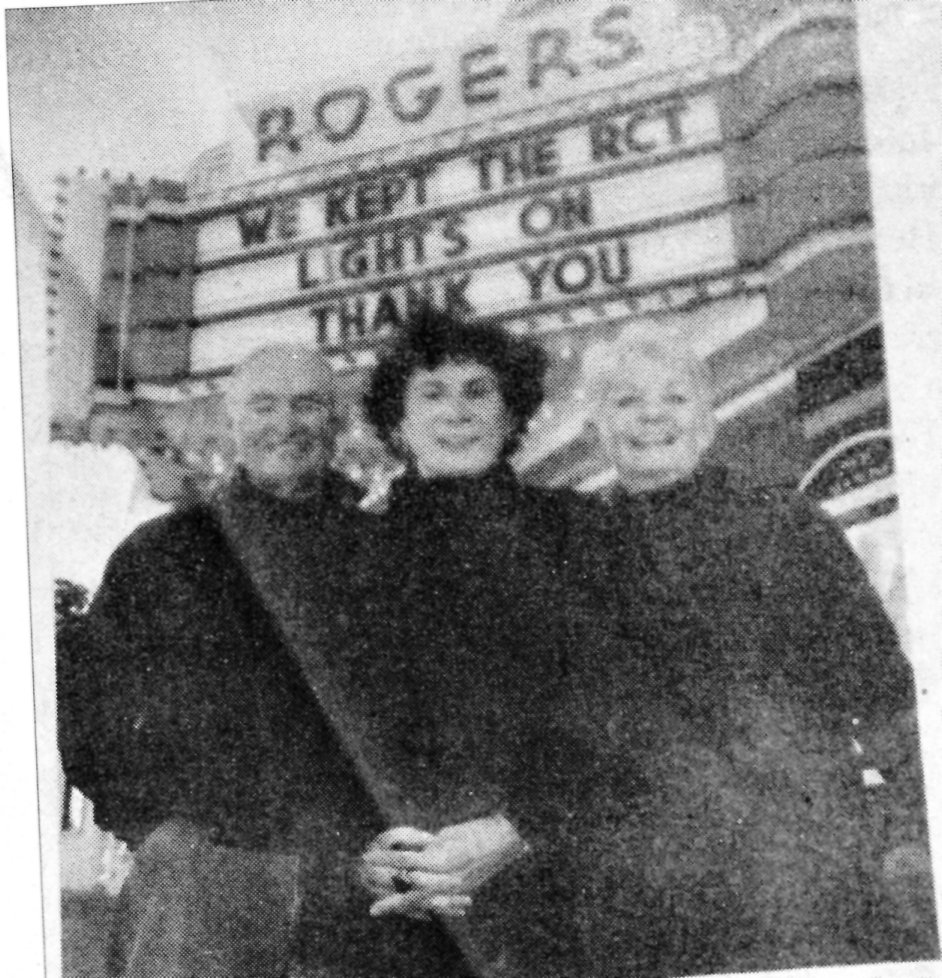 ROGERS
WE KEPT THE RCT
LIGHTS ON
THANK YOU